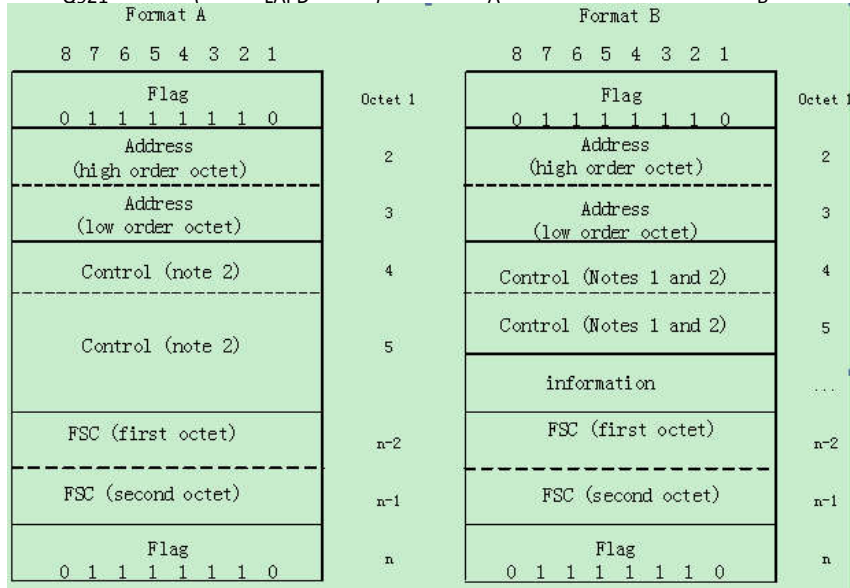 Format A
8 7 6 5 4 3 2 1
Flag
0 1 1 1 1 1 1 0
Octet 1
Address
(high order octet)
2
Address
(low order octet)
3
Control (note 2)
4
Control (note 2)
5
FSC (first octet)
n-2
FSC (second octet)
n-1
Flag
0 1 1 1 1 1 1 0
n
Format B
8 7 6 5 4 3 2 1
Flag
0 1 1 1 1 1 1 0
Octet 1
Address
(high order octet)
2
Address
(low order octet)
3
Control (Notes 1 and 2)
4
Control (Notes 1 and 2)
5
information
...
FSC (first octet)
n-2
FSC (second octet)
n-1
Flag
0 1 1 1 1 1 1 0
n